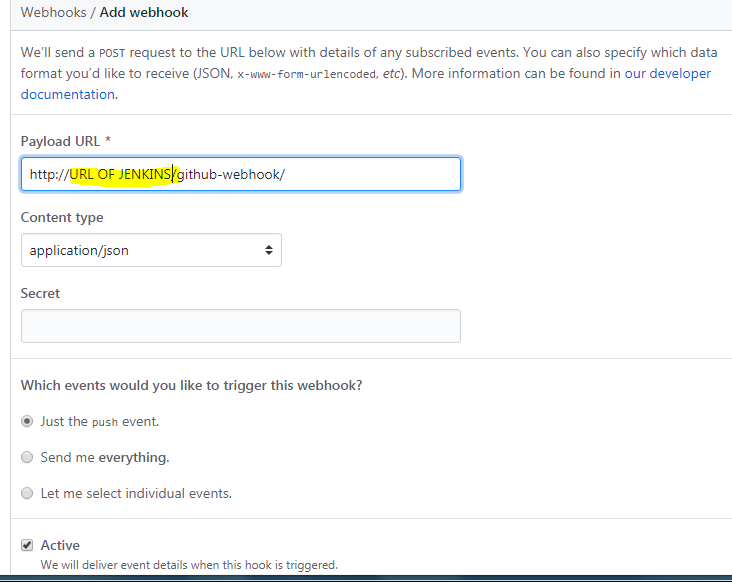 Webhooks / Add webhook
We'll send a POST request to the URL below with details of any subscribed events. You can also specify which data
format you'd like to receive (JSON, x-www-form-urlencoded, etc). More information can be found in our developer
documentation.
Payload URL *
http://URL OF JENKINS/github-webhook/
Content type
application/json
Secret
Which events would you like to trigger this webhook?
Just the push event.
Send me everything.
Let me select individual events.
Active
We will deliver event details when this hook is triggered.